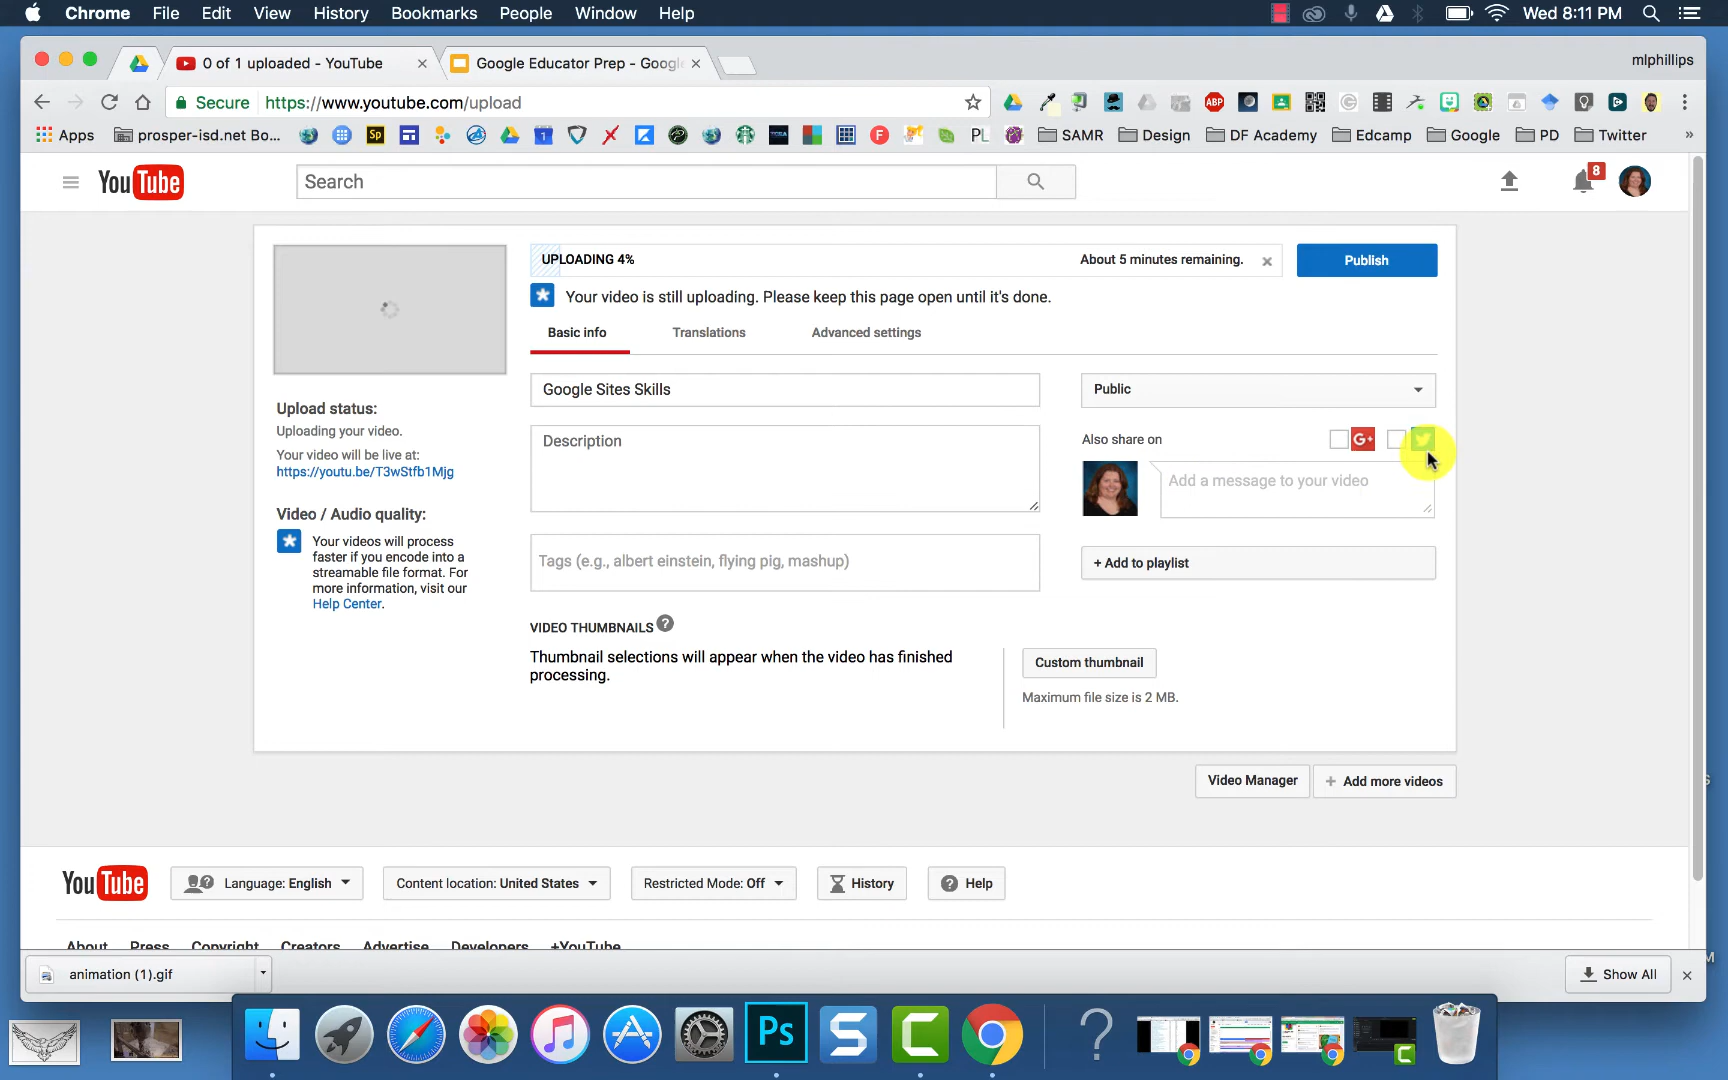 Chrome File Edit View History Bookmarks People Window Help Wed 8:11 PM
0 of 1 uploaded - YouTube Google Educator Prep - Googl mlphillips
Secure https://www.youtube.com/upload ABP
Apps prosper-isd.net Bo... Sp 1 F PL SAMR Design DF Academy Edcamp Google PD Twitter »
YouTube Search 8
UPLOADING 4% About 5 minutes remaining. Publish
Your video is still uploading. Please keep this page open until it's done.
Basic info Translations Advanced settings
Google Sites Skills Public
Upload status:
Uploading your video.
Your video will be live at:
https://youtu.be/T3wStfb1Mjg
Description
Also share on G+
Add a message to your video
Video / Audio quality:
Your videos will process
faster if you encode into a
streamable file format. For
more information, visit our
Help Center.
Tags (e.g., albert einstein, flying pig, mashup)
+ Add to playlist
VIDEO THUMBNAILS ?
Thumbnail selections will appear when the video has finished
processing.
Custom thumbnail
Maximum file size is 2 MB.
Video Manager + Add more videos
YouTube Language: English Content location: United States Restricted Mode: Off History Help
About Press Copyright Creators Advertise Developers +YouTube
animation (1).gif Show All
Ps S C ?